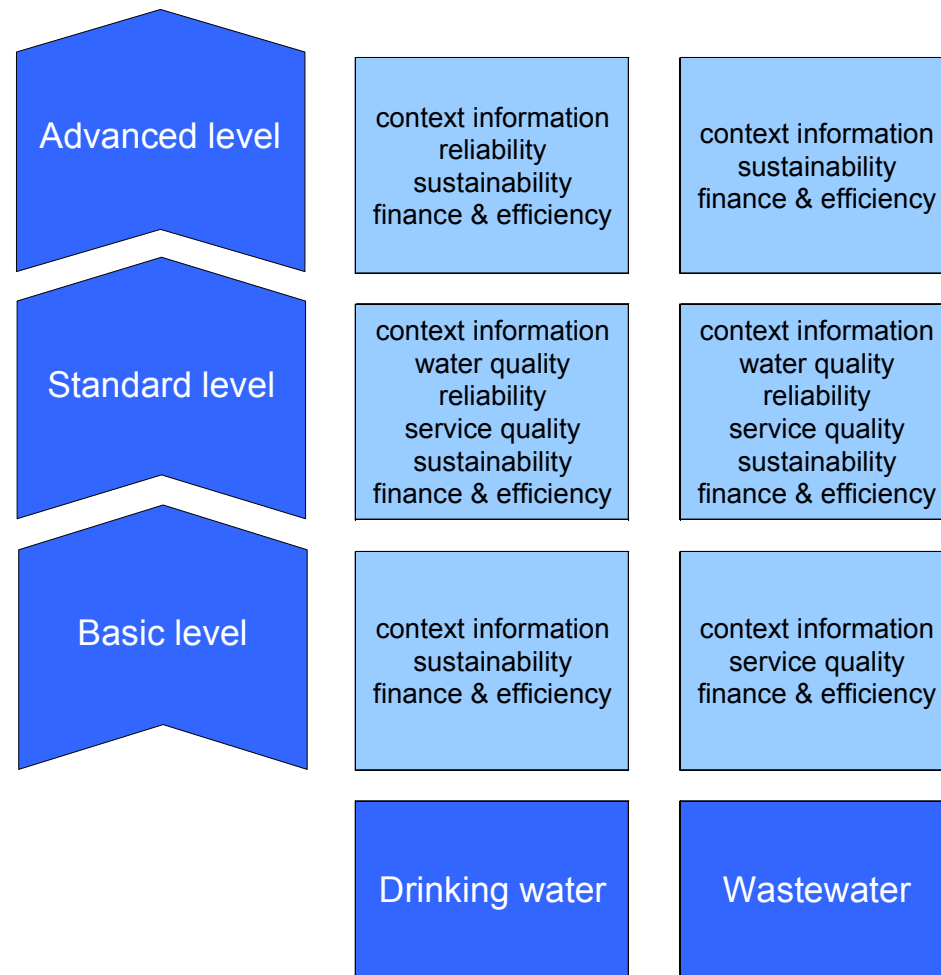 Advanced level
context information
reliability
sustainability
finance & efficiency
context information
sustainability
finance & efficiency
Standard level
context information
water quality
reliability
service quality
sustainability
finance & efficiency
context information
water quality
reliability
service quality
sustainability
finance & efficiency
Basic level
context information
sustainability
finance & efficiency
context information
service quality
finance & efficiency
Drinking water
Wastewater